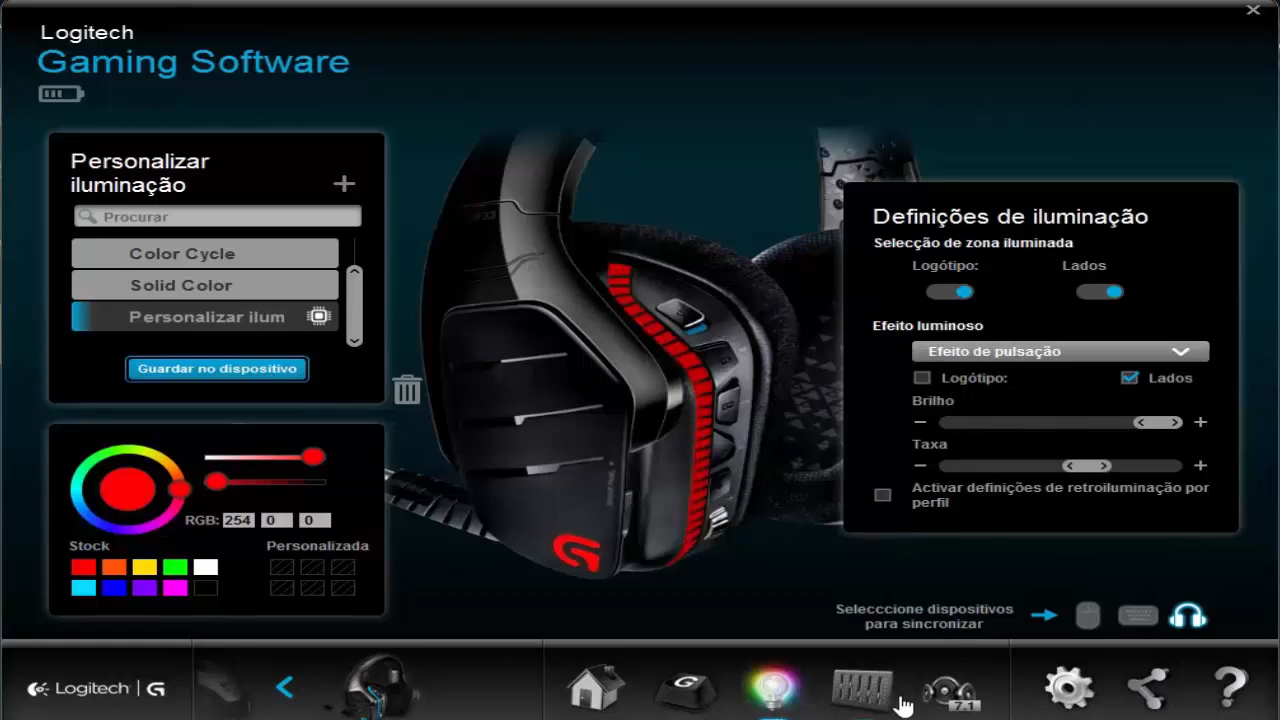 Logitech
Gaming Software
Personalizar
iluminação
Procurar
Color Cycle
Solid Color
Personalizar ilum
Guardar no dispositivo
RGB: 254 0 0
Stock
Personalizada
Definições de iluminação
Selecção de zona iluminada
Logótipo:
Lados
Efeito luminoso
Efeito de pulsação
Logótipo:
Lados
Brilho
Taxa
Activar definições de retroiluminação por
perfil
Selecccione dispositivos
para sincronizar
Logitech G
G
7.1
?